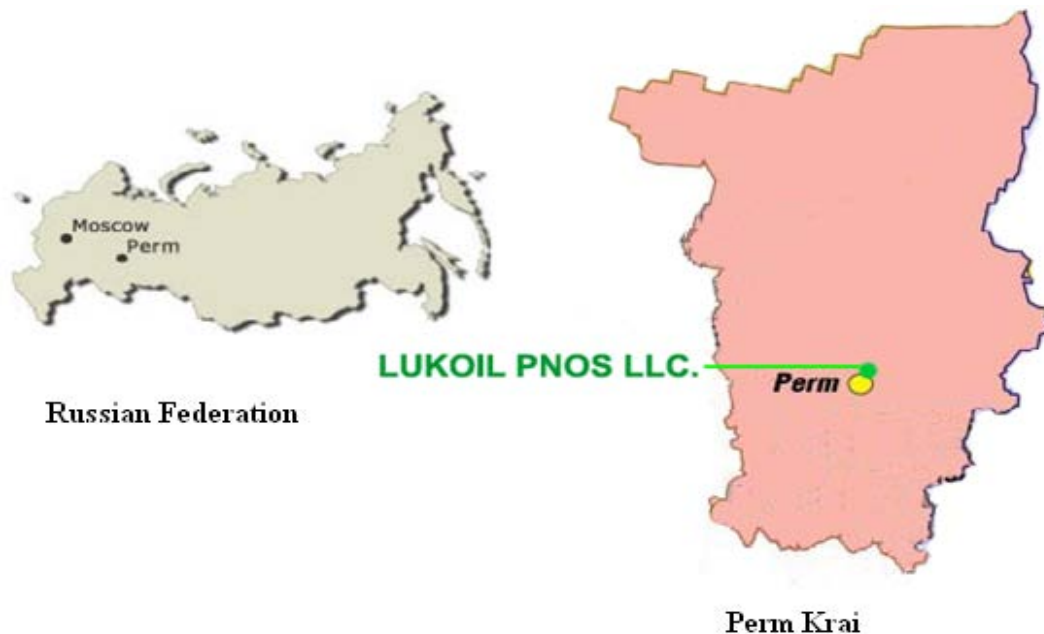 Moscow
Perm
LUKOIL PNOS LLC.
Perm
Russian Federation
Perm Krai